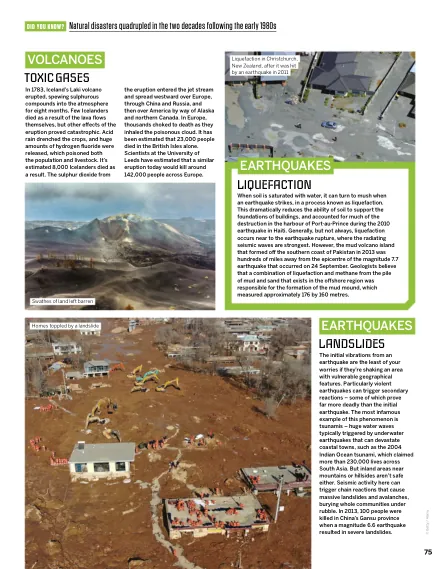 DID YOU KNOW? Natural disasters quadrupled in the two decades following the early 1980s
VOLCANOES
TOXIC GASES
In 1783, Iceland's Laki volcano
erupted, spewing sulphurous
compounds into the atmosphere
for eight months. Few Icelanders
died as a result of the lava flows
themselves, but other effects of the
eruption proved catastrophic. Acid
rain drenched the crops, and huge
amounts of hydrogen fluoride were
released, which poisoned both
the population and livestock. It's
estimated 8,000 Icelanders died as
a result. The sulphur dioxide from
the eruption entered the jet stream
and spread westward over Europe,
through China and Russia, and
then over America by way of Alaska
and northern Canada. In Europe,
thousands choked to death as they
inhaled the poisonous cloud. It has
been estimated that 23,000 people
died in the British Isles alone.
Scientists at the University of
Leeds have estimated that a similar
eruption today would kill around
142,000 people across Europe.
Swathes of land left barren
Liquefaction in Christchurch,
New Zealand, after it was hit
by an earthquake in 2011
EARTHQUAKES
LIQUEFACTION
When soil is saturated with water, it can turn to mush when
an earthquake strikes, in a process known as liquefaction.
This dramatically reduces the ability of soil to support the
foundations of buildings, and accounted for much of the
destruction in the harbour of Port-au-Prince during the 2010
earthquake in Haiti. Generally, but not always, liquefaction
occurs near to the earthquake rupture, where the radiating
seismic waves are strongest. However, the mud volcano island
that formed off the southern coast of Pakistan in 2013 was
hundreds of miles away from the epicentre of the magnitude 7.7
earthquake that occurred on 24 September. Geologists believe
that a combination of liquefaction and methane from the pile
of mud and sand that exists in the offshore region was
responsible for the formation of the mud mound, which
measured approximately 176 by 160 metres.
Homes toppled by a landslide
EARTHQUAKES
LANDSLIDES
The initial vibrations from an
earthquake are the least of your
worries if they're shaking an area
with vulnerable geographical
features. Particularly violent
earthquakes can trigger secondary
reactions – some of which prove
far more deadly than the initial
earthquake. The most infamous
example of this phenomenon is
tsunamis – huge water waves
typically triggered by underwater
earthquakes that can devastate
coastal towns, such as the 2004
Indian Ocean tsunami, which claimed
more than 230,000 lives across
South Asia. But inland areas near
mountains or hillsides aren't safe
either. Seismic activity here can
trigger chain reactions that cause
massive landslides and avalanches,
burying whole communities under
rubble. In 2013, 100 people were
killed in China's Gansu province
when a magnitude 6.6 earthquake
resulted in severe landslides.
75